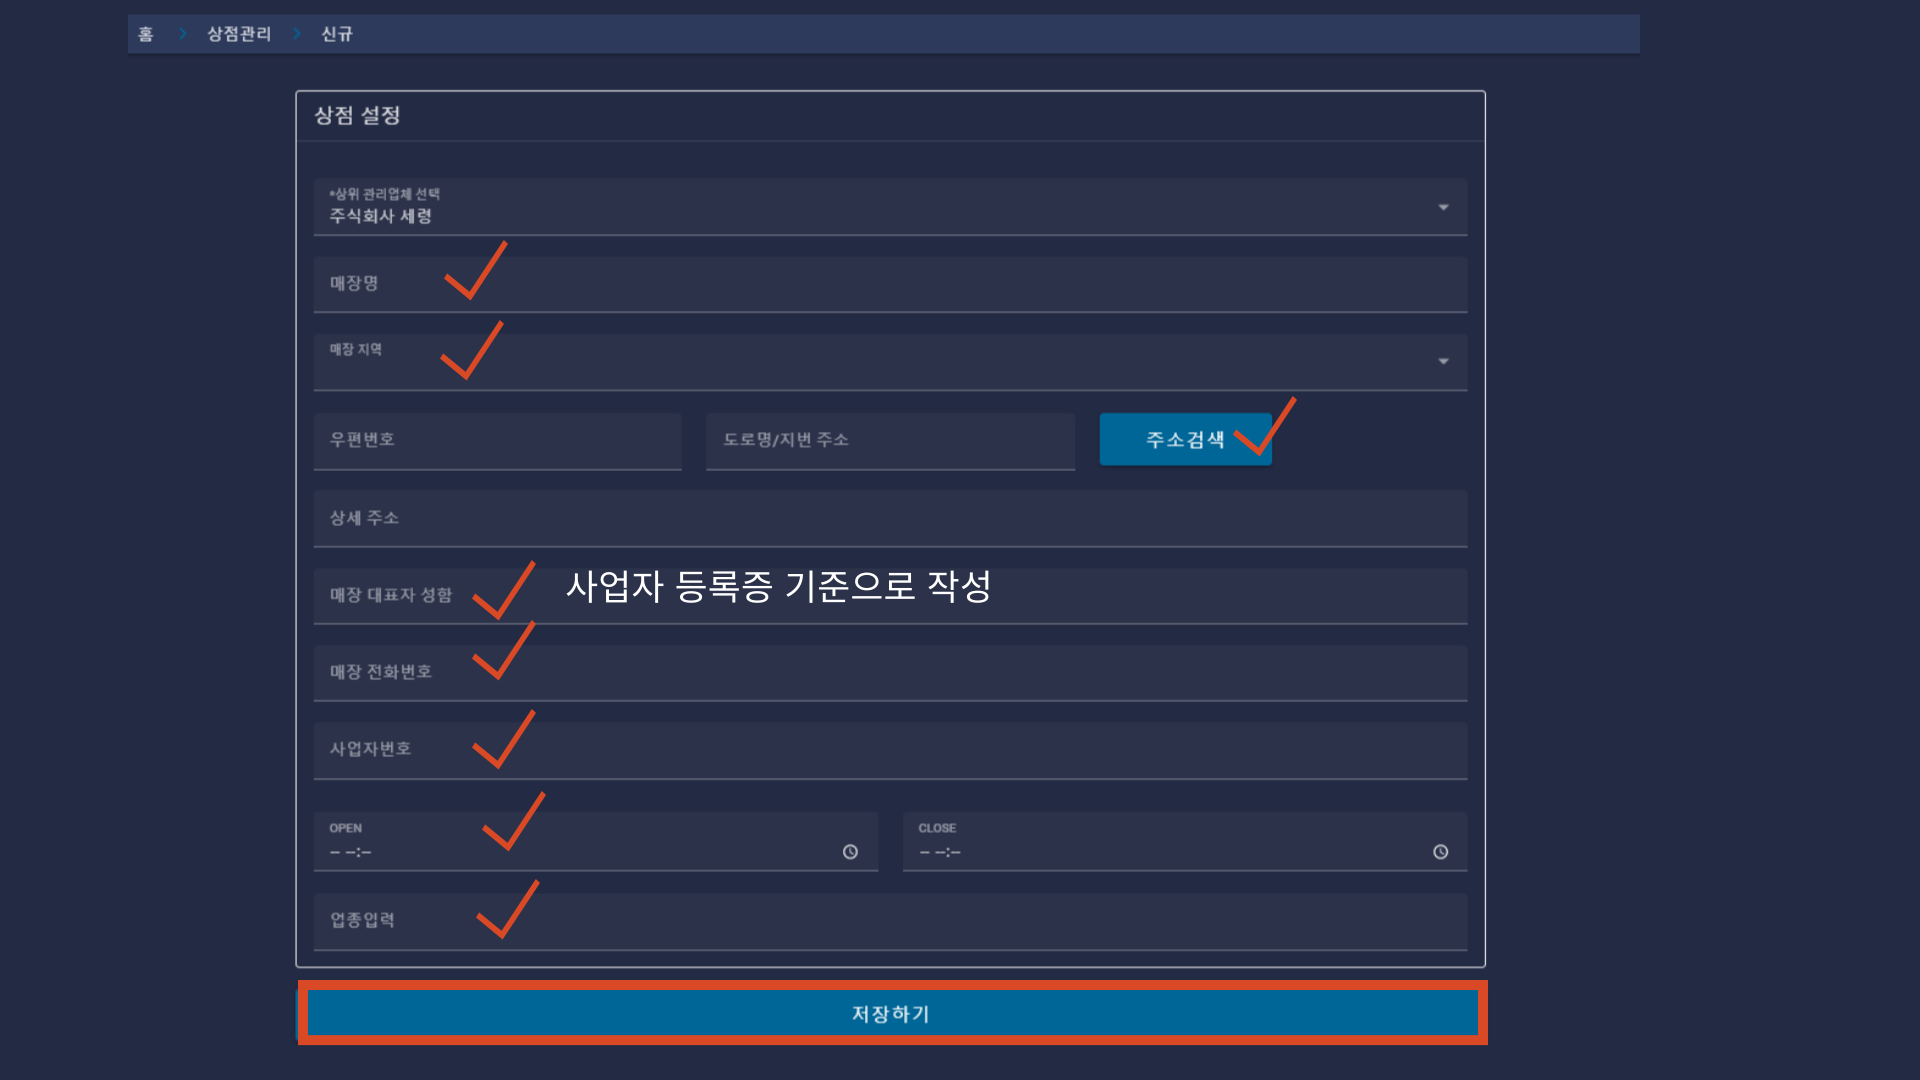 홈 > 상점관리 > 신규
상점 설정
*상위 관리업체 선택
주식회사 세령
매장명
매장 지역
우편번호 도로명/지번 주소 주소검색
상세 주소
매장 대표자 성함 사업자 등록증 기준으로 작성
매장 전화번호
사업자번호
OPEN CLOSE
-- --:-- -- --:--
업종입력
저장하기